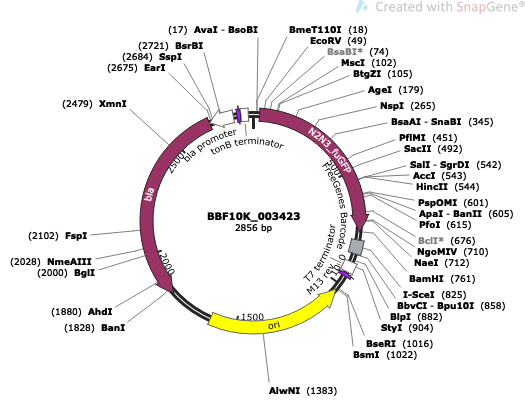 Created with SnapGene®
(17) AvaI - BsoBI
(2721) BsrBI
(2684) SspI
(2675) EarI
(2479) XmnI
(2102) FspI
(2028) NmeAIII
(2000) BglI
(1880) AhdI
(1828) BanI
BmeT110I (18)
EcoRV (49)
BsaBI* (74)
MscI (102)
BtgZI (105)
AgeI (179)
NspI (265)
BsaAI - SnaBI (345)
PflMI (451)
SacII (492)
SalI - SgrDI (542)
AccI (543)
HincII (544)
PspOMI (601)
ApaI - BanII (605)
PfoI (615)
BclI* (676)
NgoMIV (710)
NaeI (712)
BamHI (761)
I-SceI (825)
BbvCI - Bpu10I (858)
BlpI (882)
StyI (904)
BseRI (1016)
BsmI (1022)
AlwNI (1383)
bla promoter
tonB terminator
N2N3_fuGFP
FreeGenes Barcode
T7 terminator
M13 rev
ori
bla
1500
2000
2500
BBF10K_003423
2856 bp